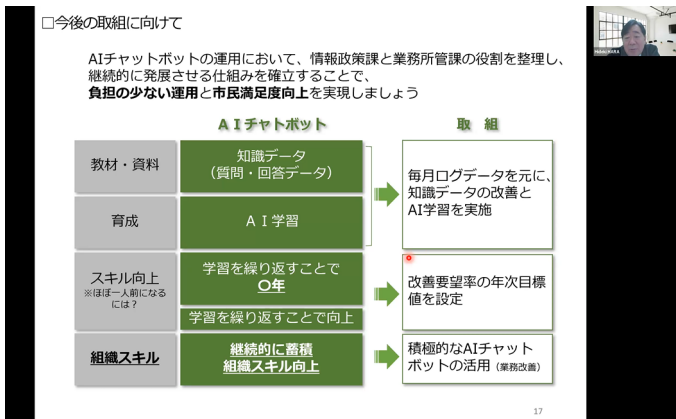 □今後の取組に向けて
AIチャットボットの運用において、情報政策課と業務所管課の役割を整理し、
継続的に発展させる仕組みを確立することで、
負担の少ない運用と市民満足度向上を実現しましょう
ＡＩチャトボット
取　組
教材・資料
知識データ
（質問・回答データ）
毎月ログデータを元に、
知識データの改善と
AI学習を実施
育成
ＡＩ学習
スキル向上
※ほぼ一人前になる
には？
学習を繰り返すことで
〇年
学習を繰り返すことで向上
改善要望率の年次目標
値を設定
組織スキル
継続的に蓄積
組織スキル向上
積極的なAIチャット
ボットの活用（業務改善）
17